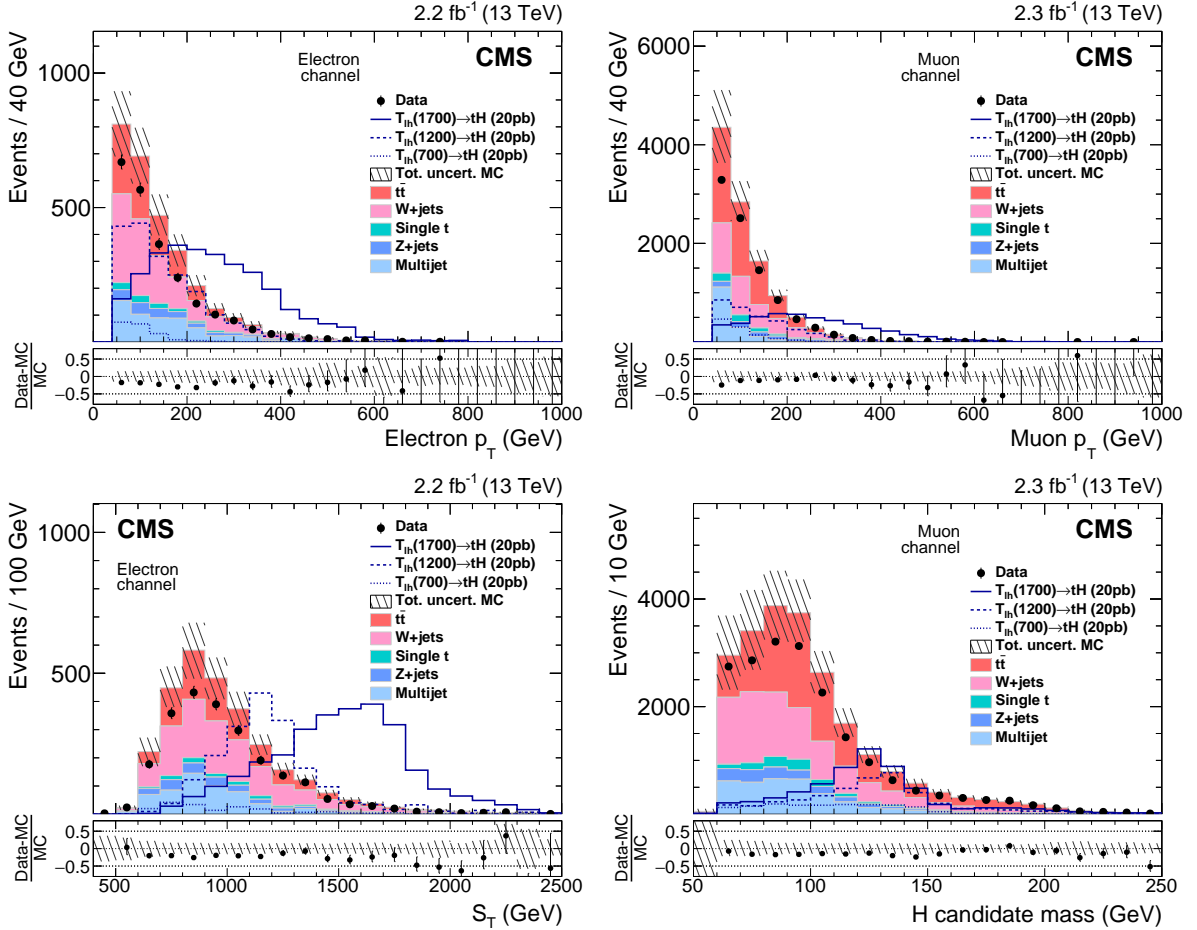 2.2 fb-1 (13 TeV)
CMS
Electron
channel
Data
Tlh(1700)→tH (20pb)
Tlh(1200)→tH (20pb)
Tlh(700)→tH (20pb)
Tot. uncert. MC
tt̄
W+jets
Single t
Z+jets
Multijet
Events / 40 GeV
1000
500
Data-MC
MC
0.5
0
−0.5
0 200 400 600 800 1000
Electron pT (GeV)
2.3 fb-1 (13 TeV)
CMS
Muon
channel
Data
Tlh(1700)→tH (20pb)
Tlh(1200)→tH (20pb)
Tlh(700)→tH (20pb)
Tot. uncert. MC
tt̄
W+jets
Single t
Z+jets
Multijet
Events / 40 GeV
6000
4000
2000
Data-MC
MC
0.5
0
−0.5
0 200 400 600 800 1000
Muon pT (GeV)
2.2 fb-1 (13 TeV)
CMS
Electron
channel
Data
Tlh(1700)→tH (20pb)
Tlh(1200)→tH (20pb)
Tlh(700)→tH (20pb)
Tot. uncert. MC
tt̄
W+jets
Single t
Z+jets
Multijet
Events / 100 GeV
1000
500
Data-MC
MC
0.5
0
−0.5
500 1000 1500 2000 2500
ST (GeV)
2.3 fb-1 (13 TeV)
CMS
Muon
channel
Data
Tlh(1700)→tH (20pb)
Tlh(1200)→tH (20pb)
Tlh(700)→tH (20pb)
Tot. uncert. MC
tt̄
W+jets
Single t
Z+jets
Multijet
Events / 10 GeV
4000
2000
Data-MC
MC
0.5
0
−0.5
50 100 150 200 250
H candidate mass (GeV)